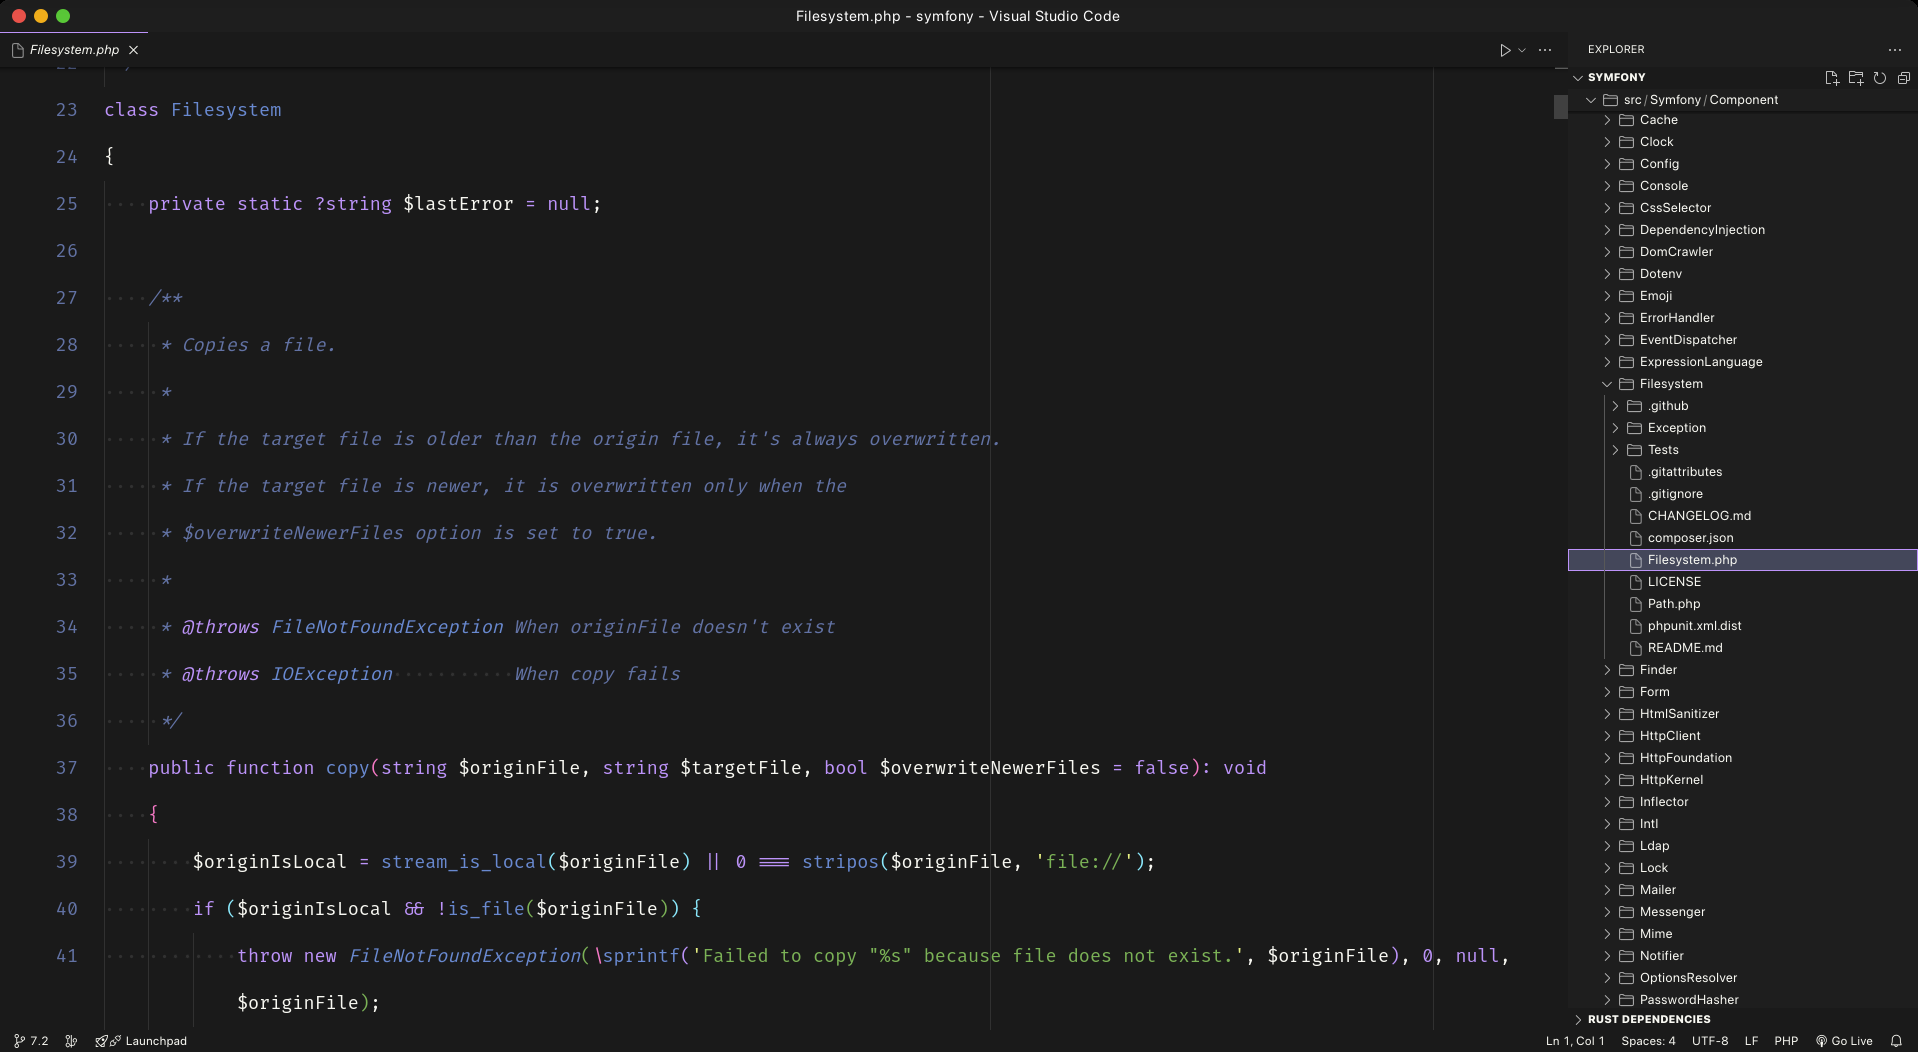 Filesystem.php - symfony - Visual Studio Code
Filesystem.php
23 class Filesystem
24 {
25 private static ?string $lastError = null;
26
27 /**
28 * Copies a file.
29 *
30 * If the target file is older than the origin file, it's always overwritten.
31 * If the target file is newer, it is overwritten only when the
32 * $overwriteNewerFiles option is set to true.
33 *
34 * @throws FileNotFoundException When originFile doesn't exist
35 * @throws IOException When copy fails
36 */
37 public function copy(string $originFile, string $targetFile, bool $overwriteNewerFiles = false): void
38 {
39 $originIsLocal = stream_is_local($originFile) || 0 === stripos($originFile, 'file://');
40 if ($originIsLocal && !is_file($originFile)) {
41 throw new FileNotFoundException(\sprintf('Failed to copy "%s" because file does not exist.', $originFile), 0, null,
$originFile);
EXPLORER
SYMFONY
src / Symfony / Component
Cache
Clock
Config
Console
CssSelector
DependencyInjection
DomCrawler
Dotenv
Emoji
ErrorHandler
EventDispatcher
ExpressionLanguage
Filesystem
.github
Exception
Tests
.gitattributes
.gitignore
CHANGELOG.md
composer.json
Filesystem.php
LICENSE
Path.php
phpunit.xml.dist
README.md
Finder
Form
HtmlSanitizer
HttpClient
HttpFoundation
HttpKernel
Inflector
Intl
Ldap
Lock
Mailer
Messenger
Mime
Notifier
OptionsResolver
PasswordHasher
RUST DEPENDENCIES
7.2 Launchpad
Ln 1, Col 1 Spaces: 4 UTF-8 LF PHP Go Live